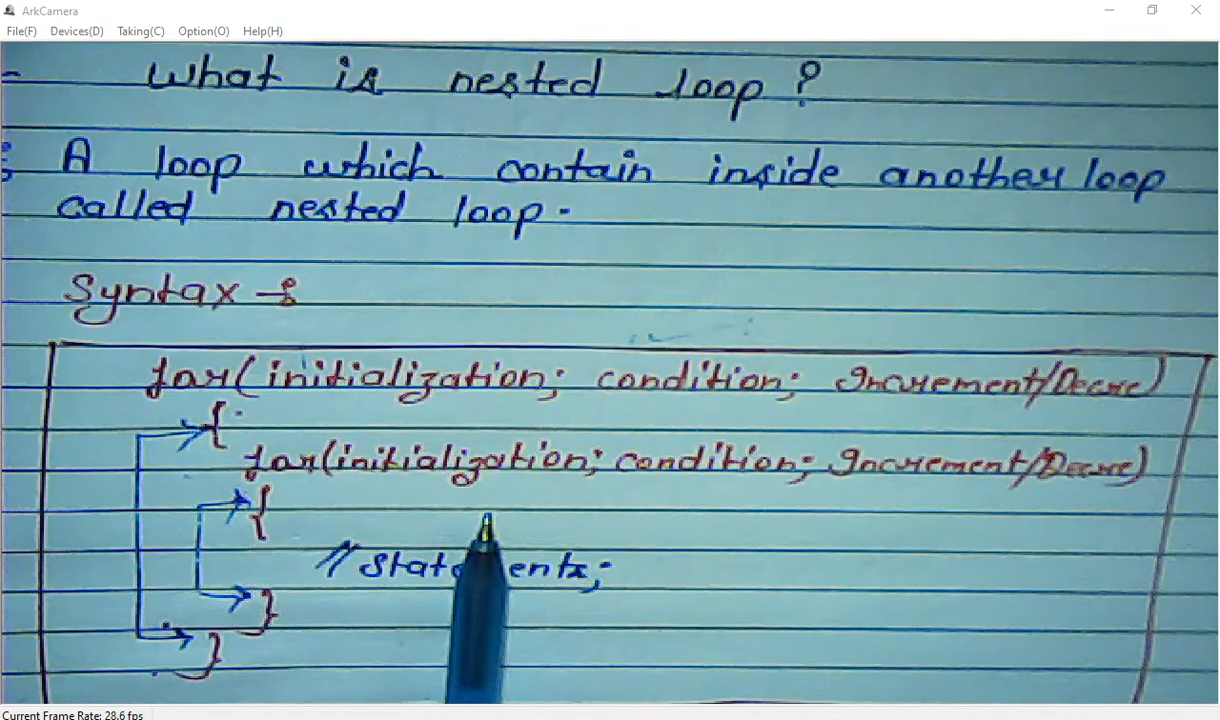 ArkCamera
File(F) Devices(D) Taking(C) Option(O) Help(H)
What is nested loop?
A loop which contain inside another loop
called nested loop.
Syntax -:
for(initialization; condition; Increment/Decre)
{
for(initialization; condition; Increment/Decre)
{
// Statements;
}
}
Current Frame Rate: 28.6 fps